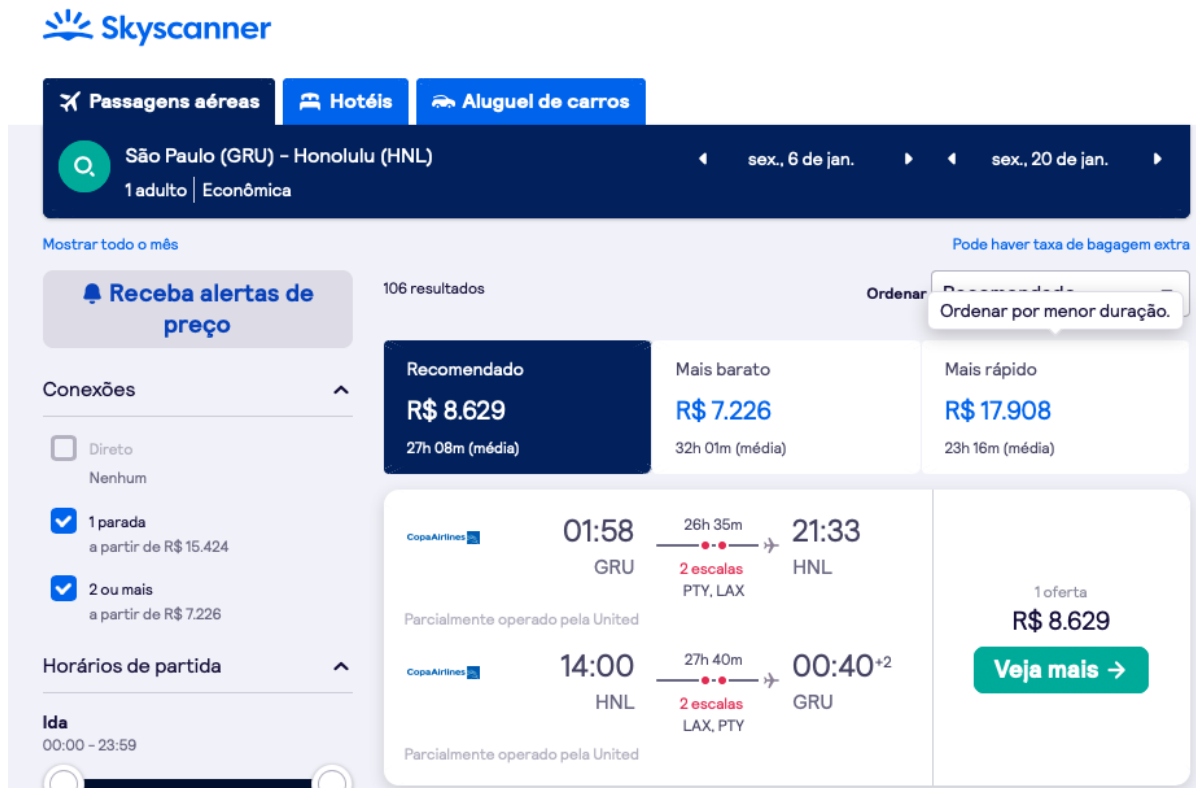 Skyscanner
Passagens aéreas
Hotéis
Aluguel de carros
São Paulo (GRU) – Honolulu (HNL)
1 adulto | Econômica
sex., 6 de jan.
sex., 20 de jan.
Mostrar todo o mês
Pode haver taxa de bagagem extra
Receba alertas de
preço
106 resultados
Ordenar
Ordenar por menor duração.
Conexões
Direto
Nenhum
1 parada
a partir de R$ 15.424
2 ou mais
a partir de R$ 7.226
Horários de partida
Ida
00:00 – 23:59
Recomendado
R$ 8.629
27h 08m (média)
Mais barato
R$ 7.226
32h 01m (média)
Mais rápido
R$ 17.908
23h 16m (média)
CopaAirlines
01:58
GRU
26h 35m
2 escalas
PTY, LAX
21:33
HNL
Parcialmente operado pela United
CopaAirlines
14:00
HNL
27h 40m
2 escalas
LAX, PTY
00:40+2
GRU
Parcialmente operado pela United
1 oferta
R$ 8.629
Veja mais →